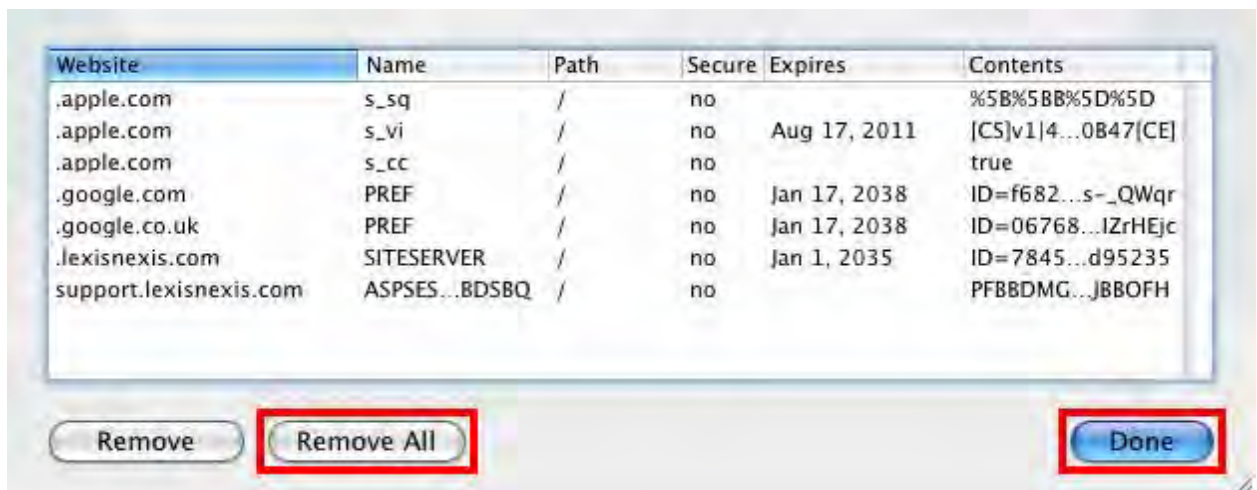 Website Name Path Secure Expires Contents
.apple.com s_sq / no %5B%5BB%5D%5D
.apple.com s_vi / no Aug 17, 2011 [CS]v1|4...0B47[CE]
.apple.com s_cc / no true
.google.com PREF / no Jan 17, 2038 ID=f682...s-_QWqr
.google.co.uk PREF / no Jan 17, 2038 ID=06768...IZrHEjc
.lexisnexis.com SITESERVER / no Jan 1, 2035 ID=7845...d95235
support.lexisnexis.com ASPSES...BDSBQ / no PFBBDMG...JBBOFH
Remove Remove All Done